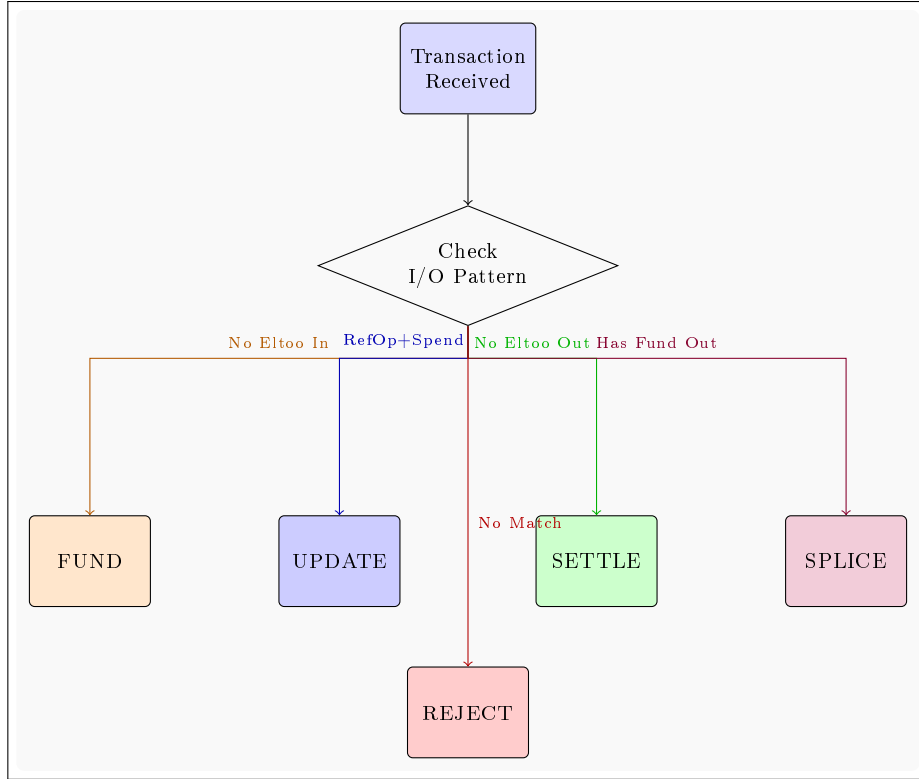 Transaction
Received
Check
I/O Pattern
No Eltoo In
RefOp+Spend
No Eltoo Out
Has Fund Out
No Match
FUND
UPDATE
SETTLE
SPLICE
REJECT